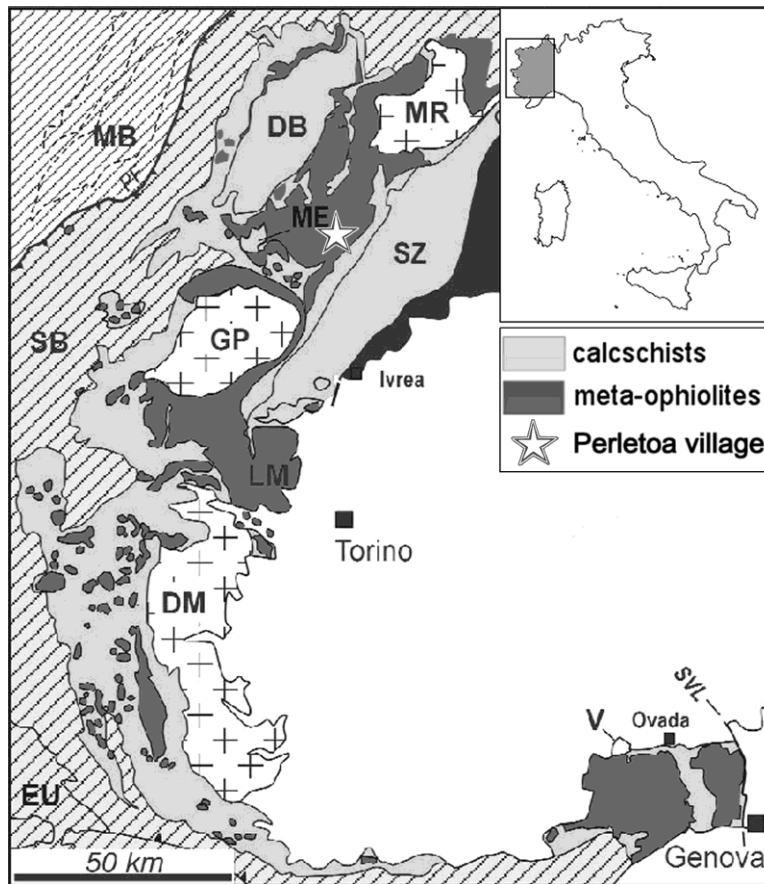 MR
DB
MB
Pf
ME
SZ
SB
GP
Ivrea
calcschists
meta-ophiolites
Perletoa village
LM
Torino
DM
SVL
V
Ovada
EU
Genova
50 km